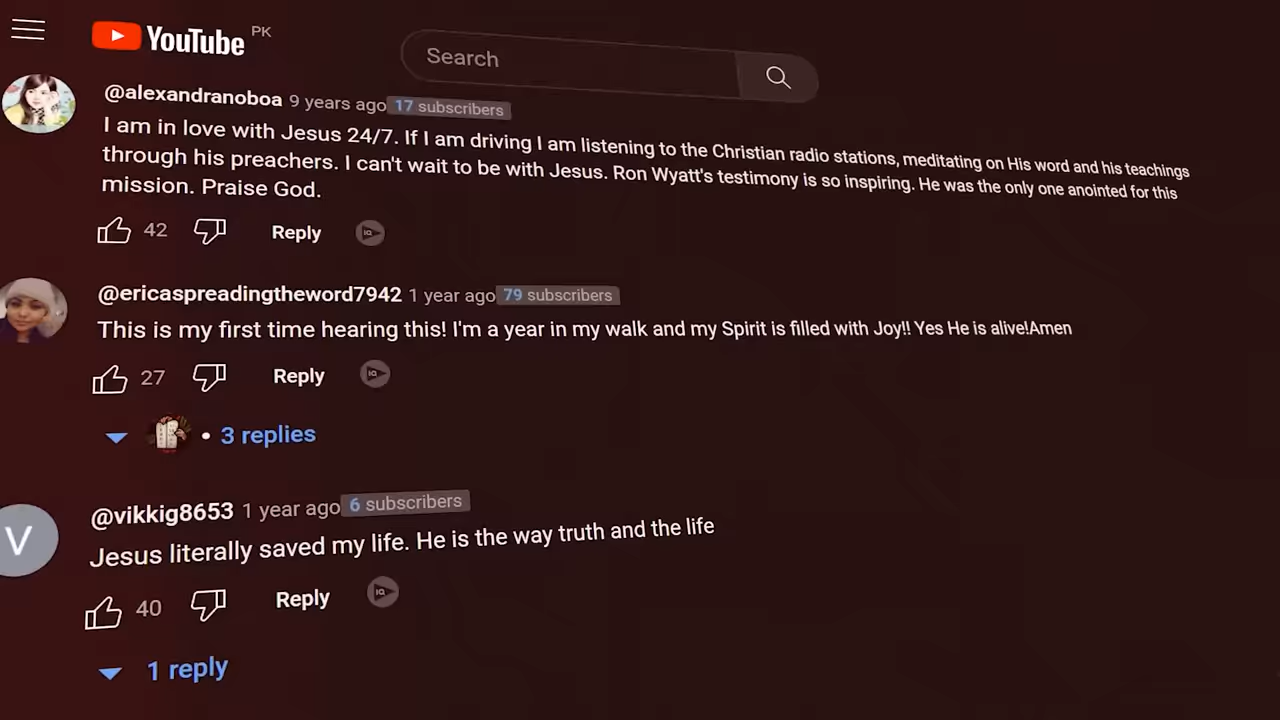 YouTube PK
Search
@alexandranoboa 9 years ago 17 subscribers
I am in love with Jesus 24/7. If I am driving I am listening to the Christian radio stations, meditating on His word and his teachings
through his preachers. I can't wait to be with Jesus. Ron Wyatt's testimony is so inspiring. He was the only one anointed for this
mission. Praise God.
42 Reply
@ericaspreadingtheword7942 1 year ago 79 subscribers
This is my first time hearing this! I'm a year in my walk and my Spirit is filled with Joy!! Yes He is alive!Amen
27 Reply
• 3 replies
V
@vikkig8653 1 year ago 6 subscribers
Jesus literally saved my life. He is the way truth and the life
40 Reply
1 reply